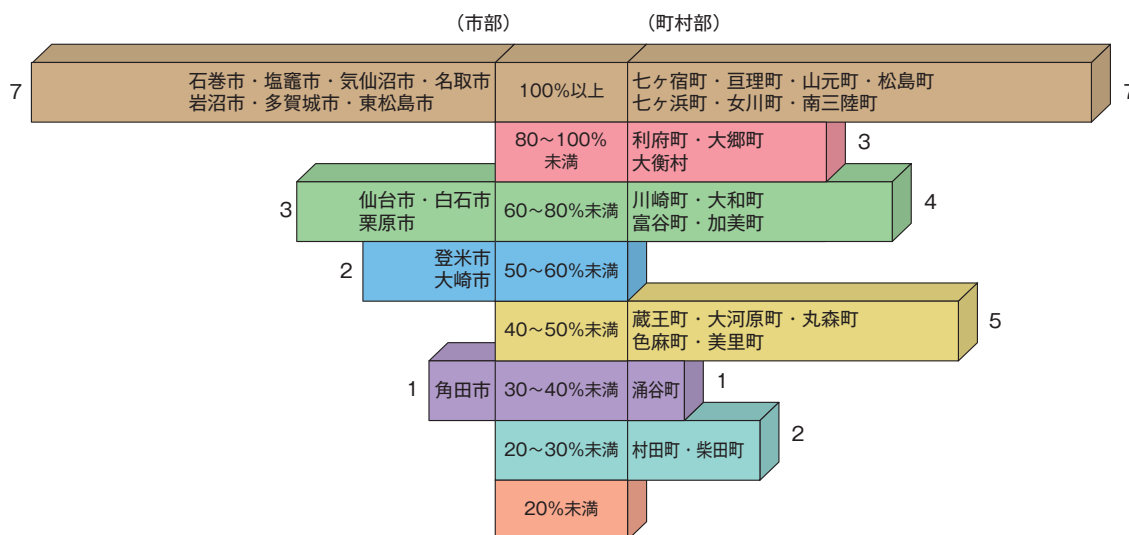 （市部）
（町村部）
7
石巻市・塩竈市・気仙沼市・名取市
岩沼市・多賀城市・東松島市
100%以上
七ヶ宿町・亘理町・山元町・松島町
七ヶ浜町・女川町・南三陸町
7
80～100%
未満
利府町・大郷町
大衡村
3
3
仙台市・白石市
栗原市
60～80%未満
川崎町・大和町
富谷町・加美町
4
2
登米市
大崎市
50～60%未満
40～50%未満
蔵王町・大河原町・丸森町
色麻町・美里町
5
1
角田市
30～40%未満
涌谷町
1
20～30%未満
村田町・柴田町
2
20%未満